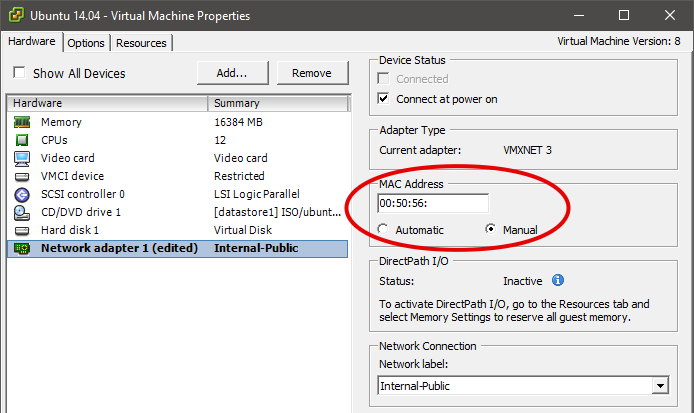 Ubuntu 14.04 - Virtual Machine Properties
Hardware Options Resources Virtual Machine Version: 8
Show All Devices Add... Remove
Hardware Summary
Memory 16384 MB
CPUs 12
Video card Video card
VMCI device Restricted
SCSI controller 0 LSI Logic Parallel
CD/DVD drive 1 [datastore1] ISO/ubunt...
Hard disk 1 Virtual Disk
Network adapter 1 (edited) Internal-Public
Device Status
Connected
Connect at power on
Adapter Type
Current adapter: VMXNET 3
MAC Address
00:50:56:
Automatic Manual
DirectPath I/O
Status: Inactive
To activate DirectPath I/O, go to the Resources tab and
select Memory Settings to reserve all guest memory.
Network Connection
Network label:
Internal-Public